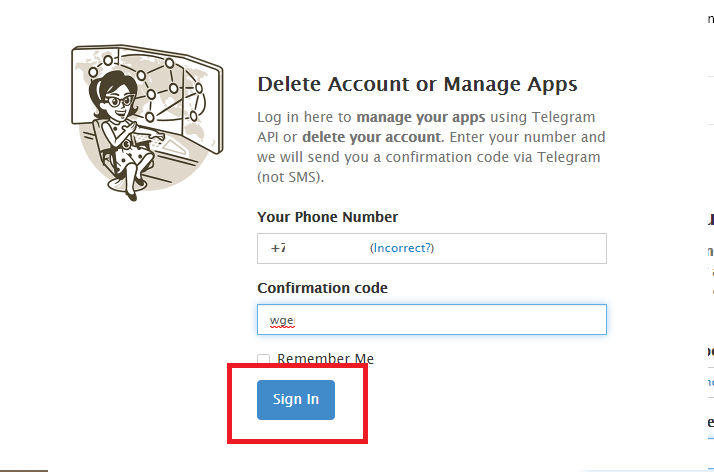 Delete Account or Manage Apps
Log in here to manage your apps using Telegram
API or delete your account. Enter your number and
we will send you a confirmation code via Telegram
(not SMS).
Your Phone Number
+7 (Incorrect?)
Confirmation code
wge
Remember Me
Sign In